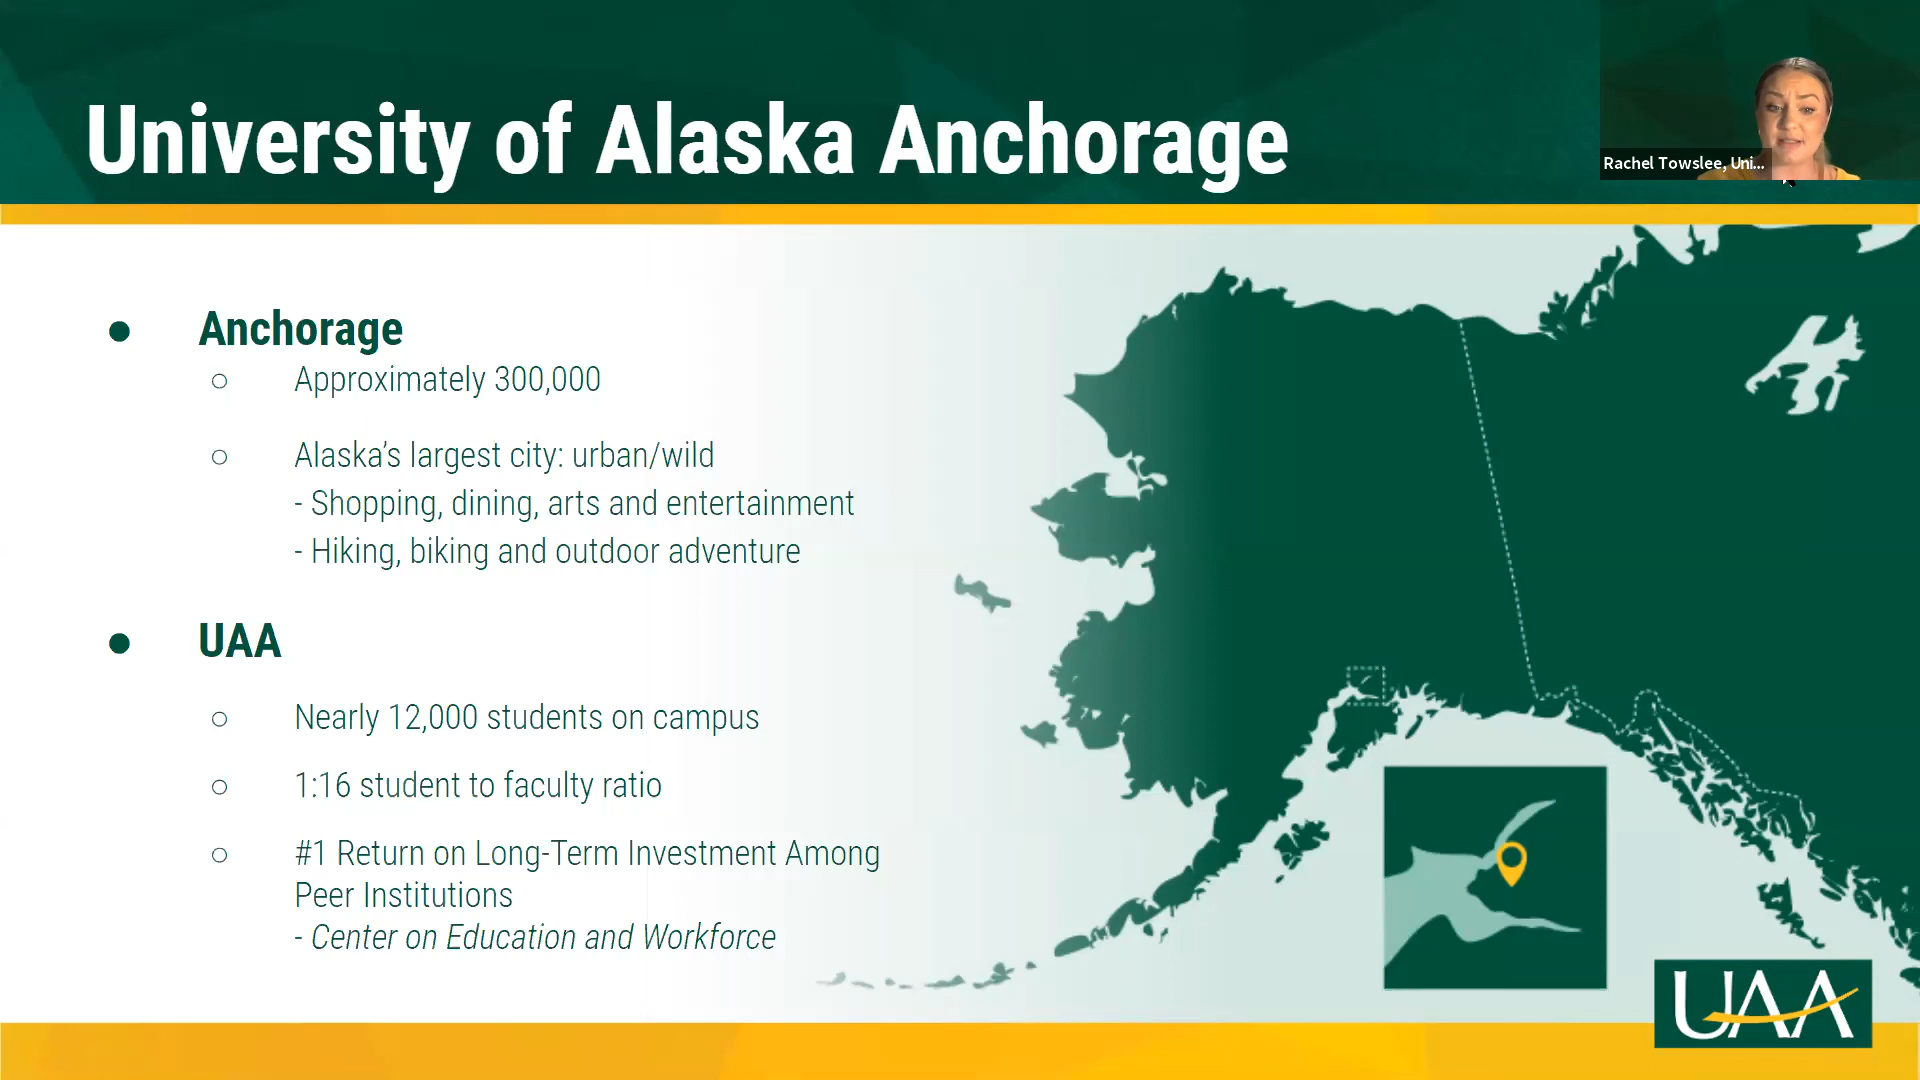 University of Alaska Anchorage
Rachel Towslee, Uni...
● Anchorage
○ Approximately 300,000
○ Alaska's largest city: urban/wild
- Shopping, dining, arts and entertainment
- Hiking, biking and outdoor adventure
● UAA
○ Nearly 12,000 students on campus
○ 1:16 student to faculty ratio
○ #1 Return on Long-Term Investment Among
Peer Institutions
- Center on Education and Workforce
UAA